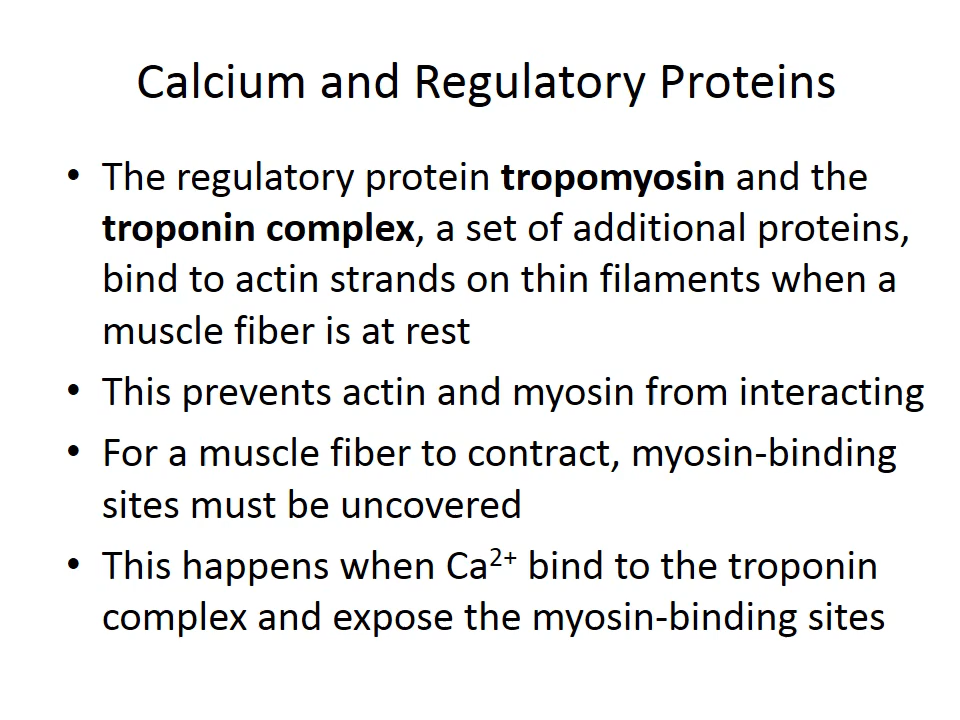 Calcium and Regulatory Proteins
• The regulatory protein tropomyosin and the
troponin complex, a set of additional proteins,
bind to actin strands on thin filaments when a
muscle fiber is at rest
• This prevents actin and myosin from interacting
• For a muscle fiber to contract, myosin-binding
sites must be uncovered
• This happens when Ca²⁺ bind to the troponin
complex and expose the myosin-binding sites